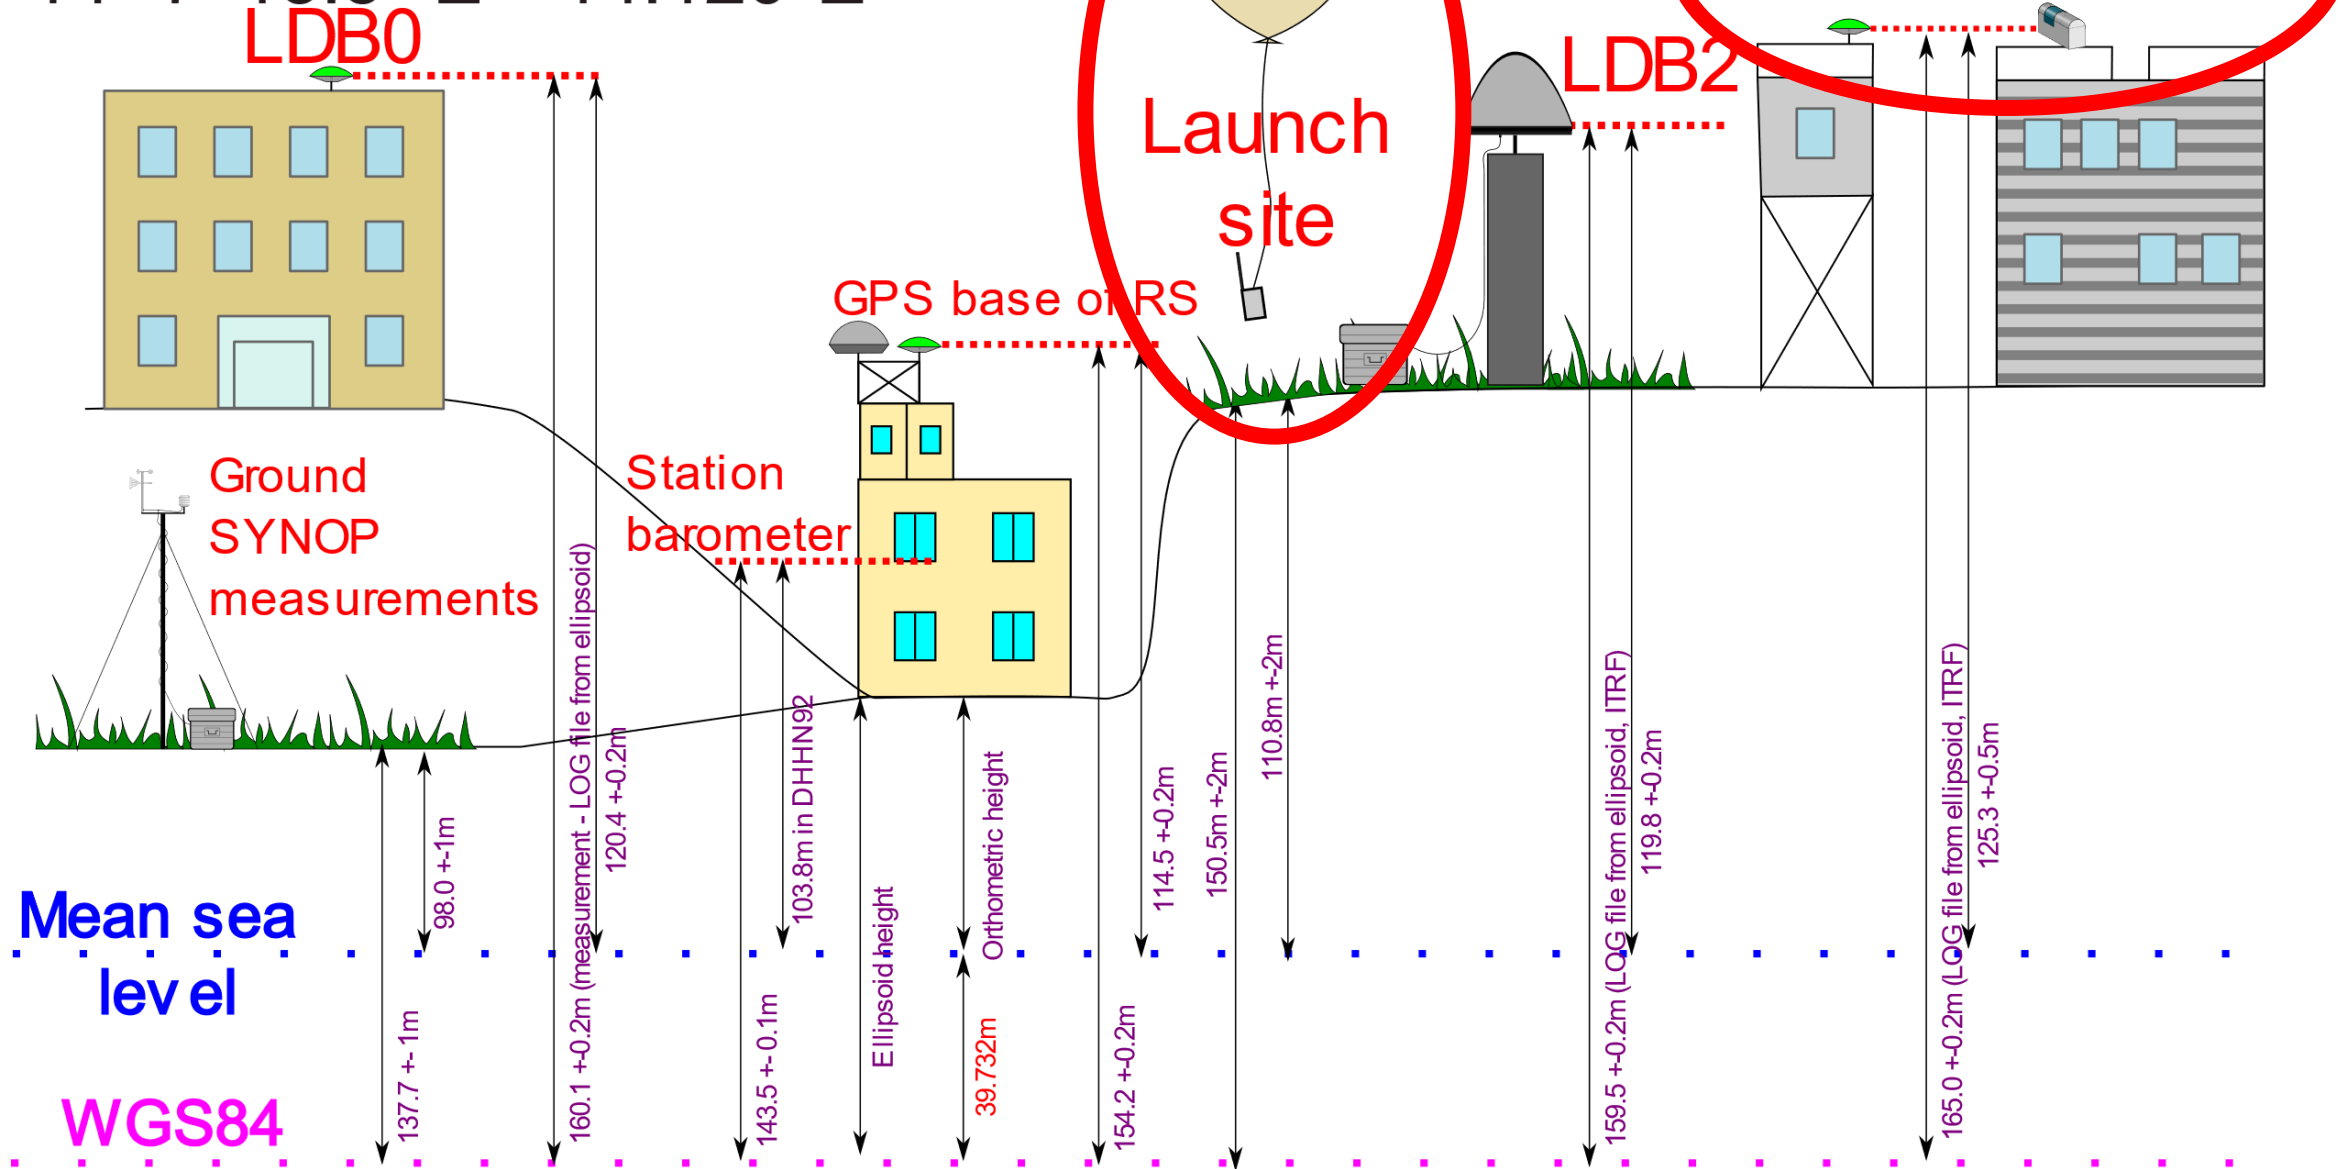 LDB0
LDB2
Launch
site
GPS base of RS
Ground
SYNOP
measurements
Station
barometer
160.1 +-0.2m (measurement - LOG file from ellipsoid)
120.4 +-0.2m
103.8m in DHHN92
143.5 +- 0.1m
98.0 +-1m
137.7 +- 1m
Ellipsoid height
Orthometric height
39.732m
114.5 +-0.2m
154.2 +-0.2m
150.5m +-2m
110.8m +-2m
159.5 +-0.2m (LOG file from ellipsoid, ITRF)
119.8 +-0.2m
165.0 +-0.2m (LOG file from ellipsoid, ITRF)
125.3 +-0.5m
Mean sea
level
WGS84